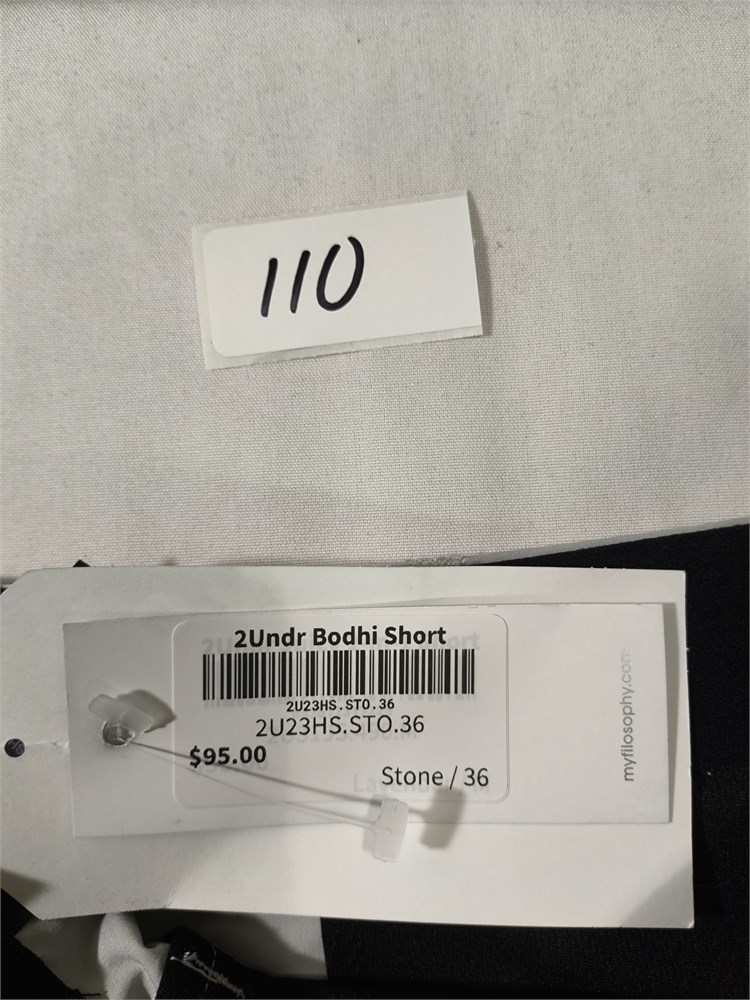 110
2Undr Bodhi Short
2U23HS.STO.36
2U23HS.STO.36
$95.00
Stone / 36
myfilosophy.com